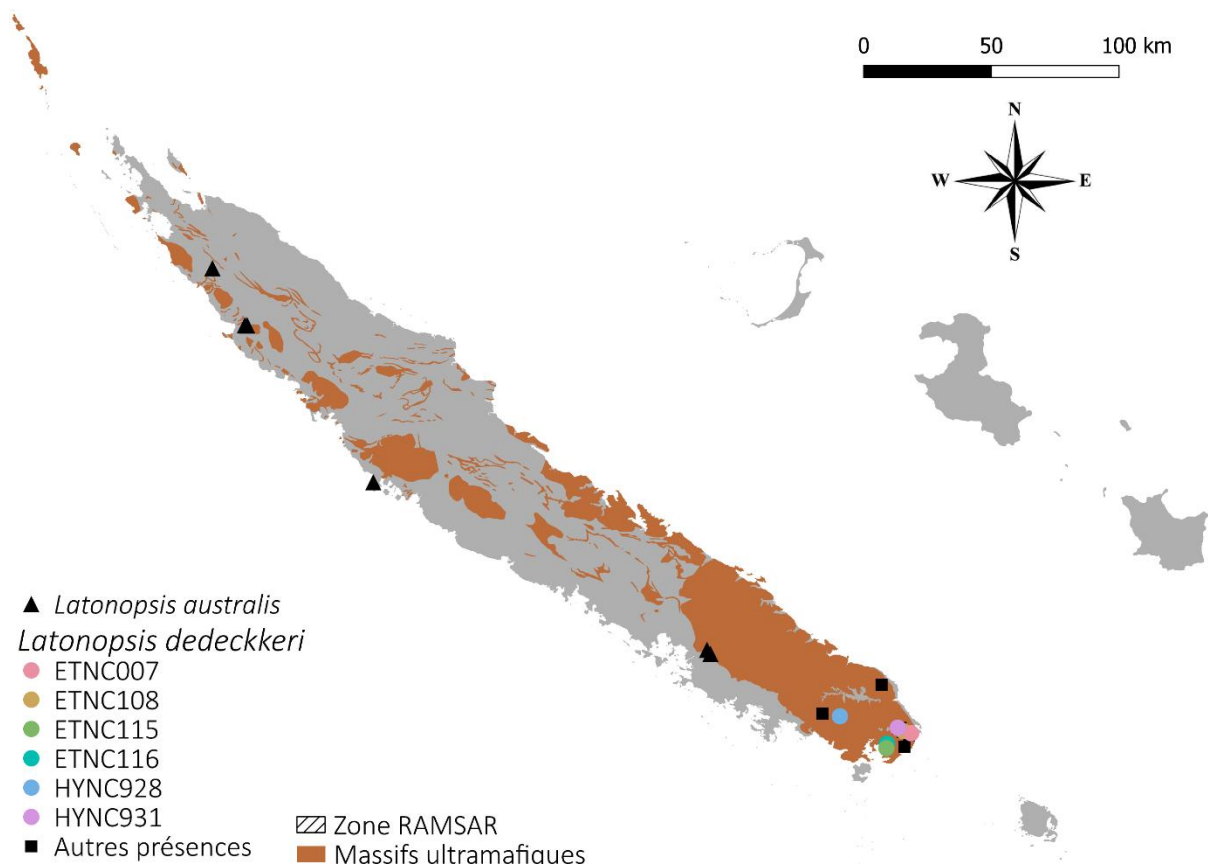 0 50 100 km
N
W E
S
Latonopsis australis
Latonopsis dedeckkeri
ETNC007
ETNC108
ETNC115
ETNC116
HYNC928
HYNC931
Autres présences
Zone RAMSAR
Massifs ultramafiques